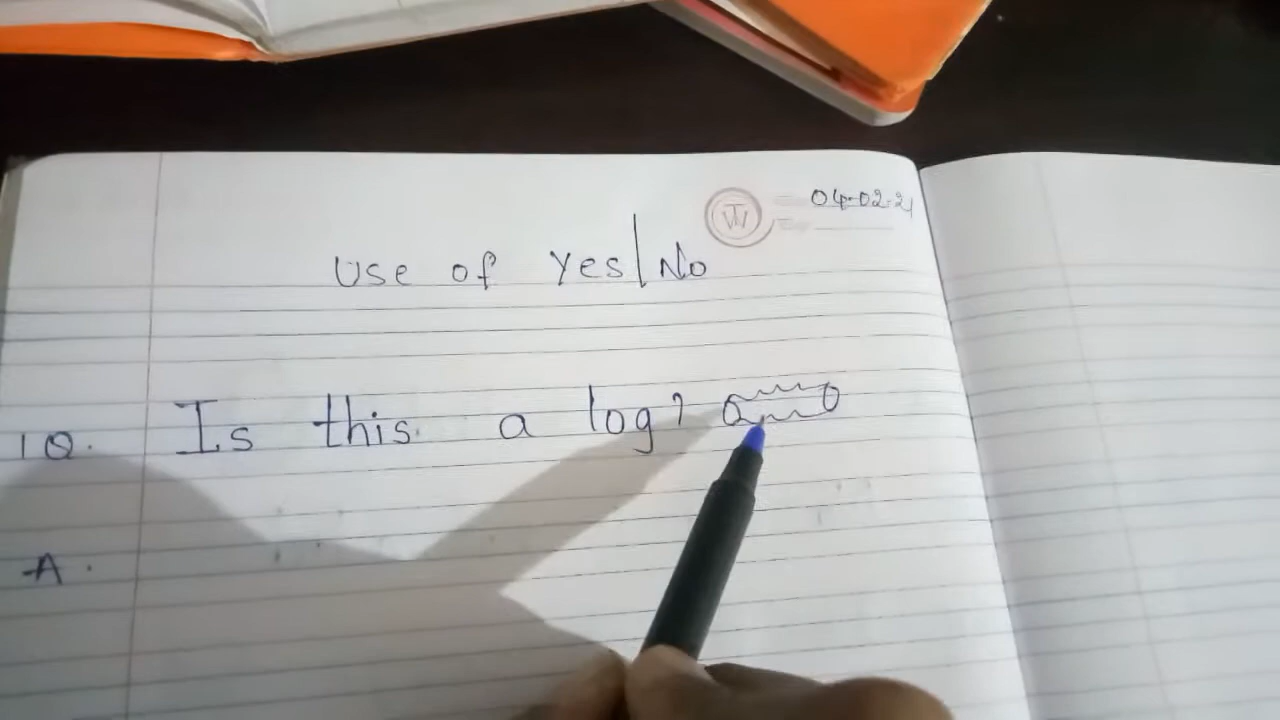 04-02-21
Use of Yes/No
1Q. Is this a log?
A.